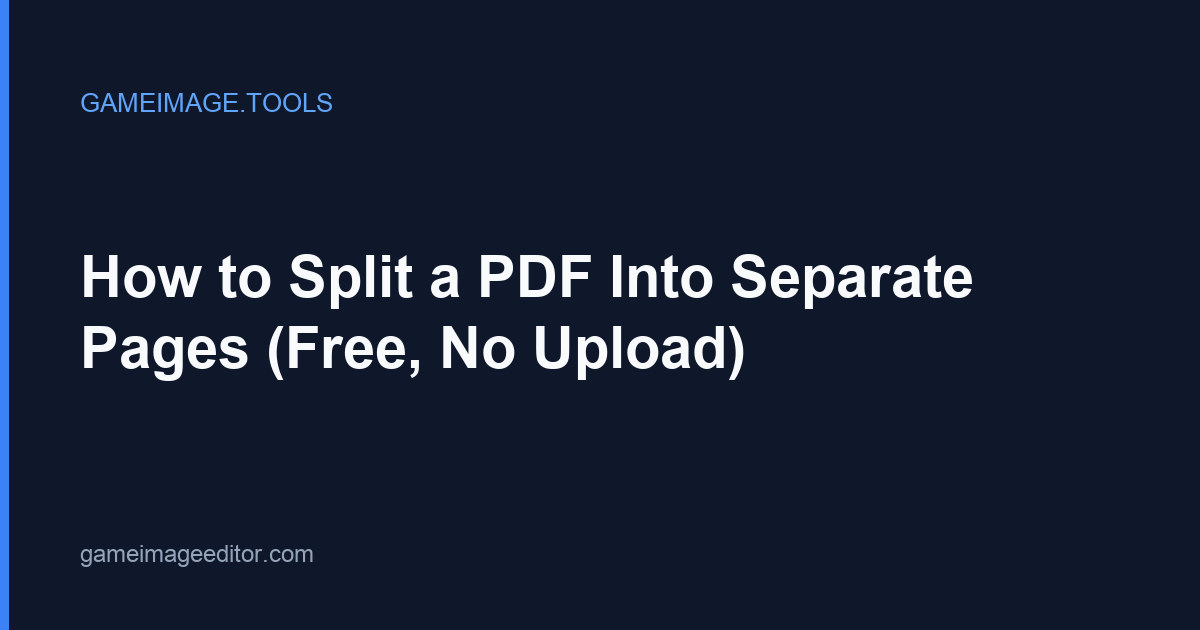 GAMEIMAGE.TOOLS
How to Split a PDF Into Separate
Pages (Free, No Upload)
gameimageeditor.com